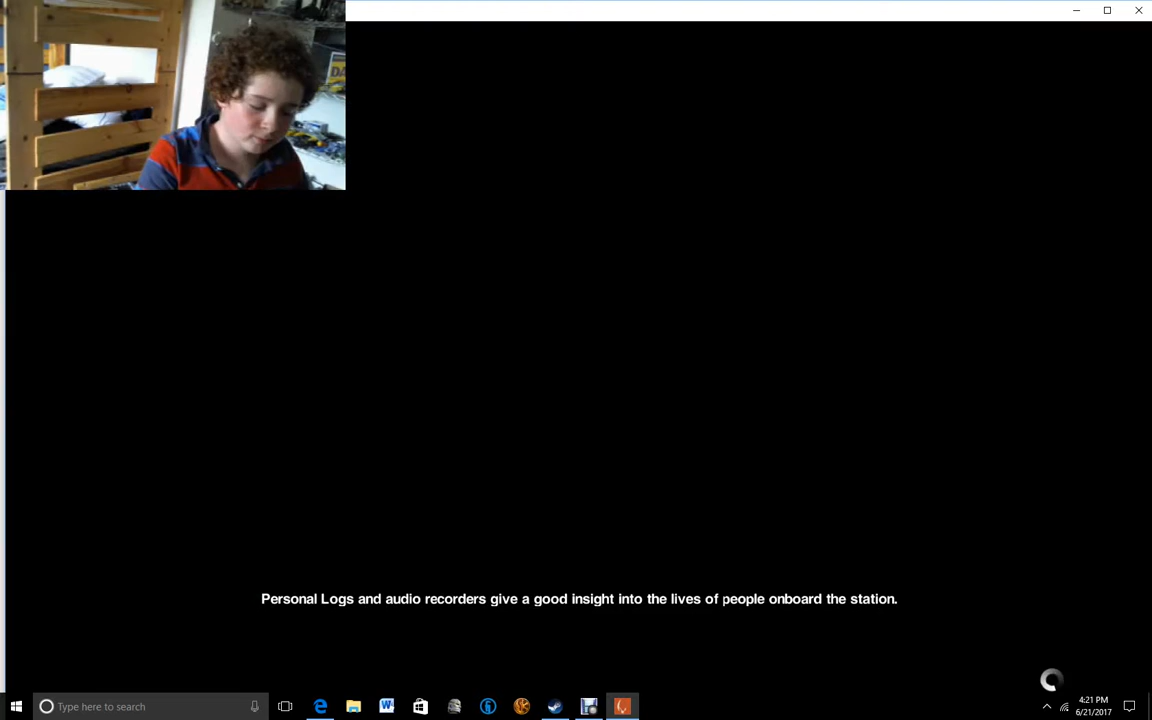 DA
Personal Logs and audio recorders give a good insight into the lives of people onboard the station.
Type here to search
4:21 PM
6/21/2017